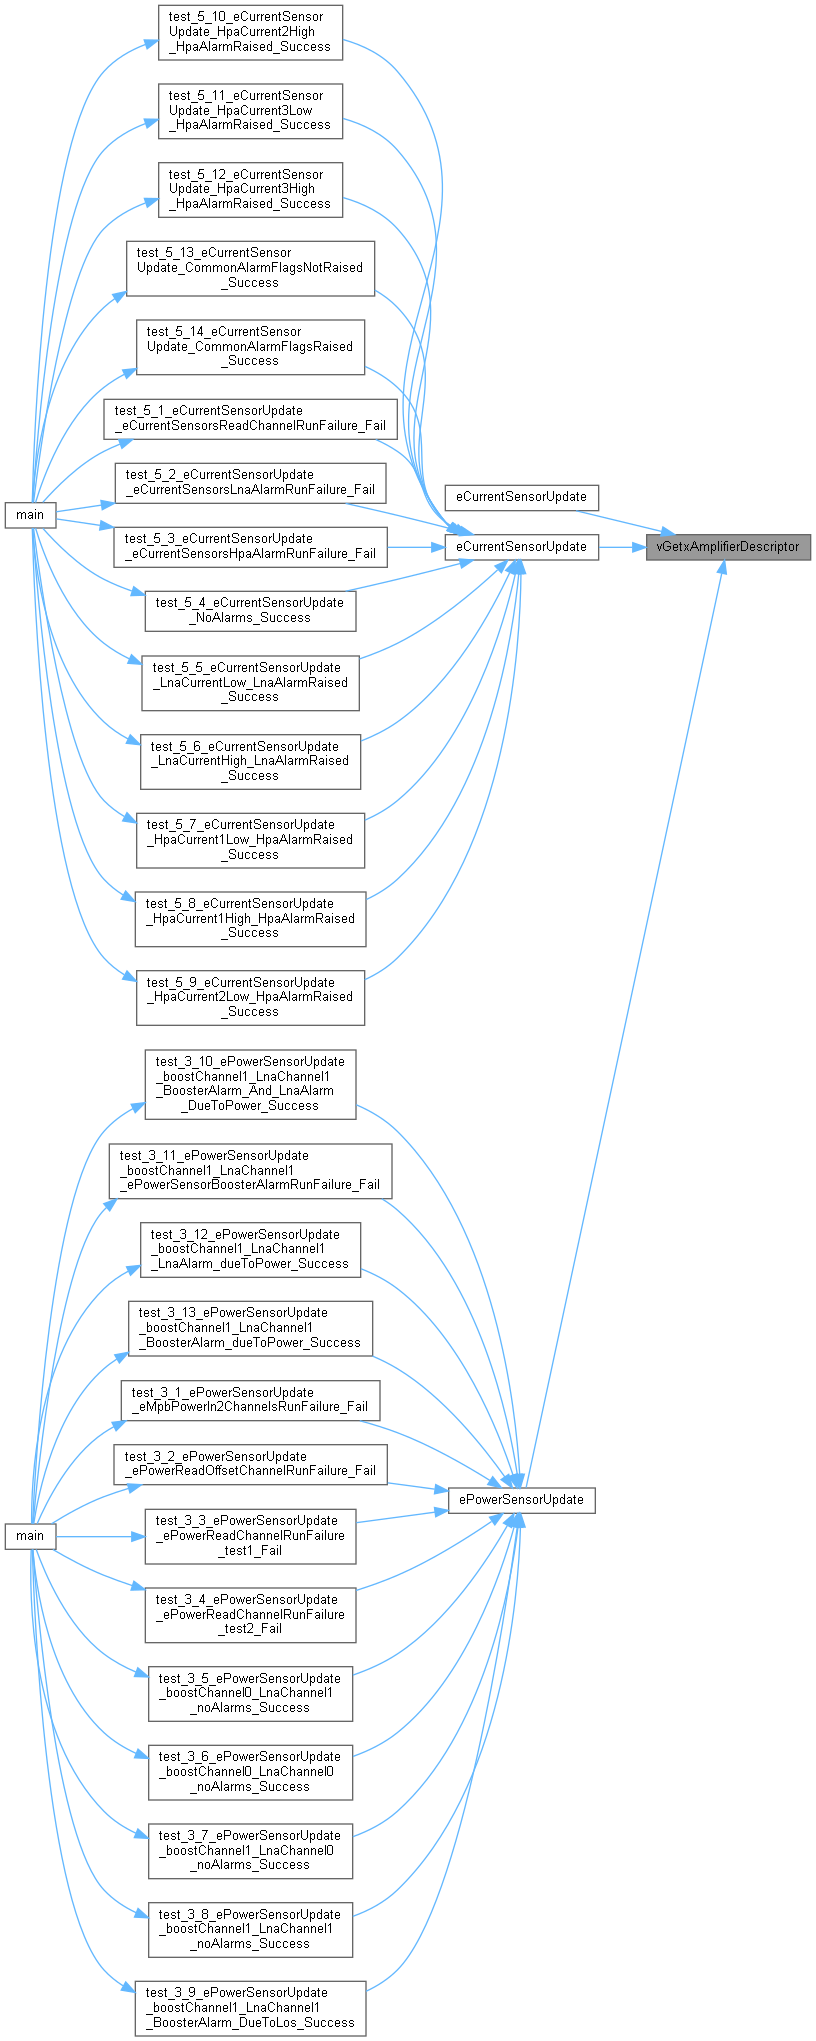 test_5_10_eCurrentSensor
Update_HpaCurrent2High
_HpaAlarmRaised_Success
test_5_11_eCurrentSensor
Update_HpaCurrent3Low
_HpaAlarmRaised_Success
test_5_12_eCurrentSensor
Update_HpaCurrent3High
_HpaAlarmRaised_Success
test_5_13_eCurrentSensor
Update_CommonAlarmFlagsNotRaised
_Success
test_5_14_eCurrentSensor
Update_CommonAlarmFlagsRaised
_Success
test_5_1_eCurrentSensorUpdate
_eCurrentSensorsReadChannelRunFailure_Fail
test_5_2_eCurrentSensorUpdate
_eCurrentSensorsLnaAlarmRunFailure_Fail
eCurrentSensorUpdate
main
test_5_3_eCurrentSensorUpdate
_eCurrentSensorsHpaAlarmRunFailure_Fail
eCurrentSensorUpdate
vGetxAmplifierDescriptor
test_5_4_eCurrentSensorUpdate
_NoAlarms_Success
test_5_5_eCurrentSensorUpdate
_LnaCurrentLow_LnaAlarmRaised
_Success
test_5_6_eCurrentSensorUpdate
_LnaCurrentHigh_LnaAlarmRaised
_Success
test_5_7_eCurrentSensorUpdate
_HpaCurrent1Low_HpaAlarmRaised
_Success
test_5_8_eCurrentSensorUpdate
_HpaCurrent1High_HpaAlarmRaised
_Success
test_5_9_eCurrentSensorUpdate
_HpaCurrent2Low_HpaAlarmRaised
_Success
test_3_10_ePowerSensorUpdate
_boostChannel1_LnaChannel1
_BoosterAlarm_And_LnaAlarm
_DueToPower_Success
test_3_11_ePowerSensorUpdate
_boostChannel1_LnaChannel1
_ePowerSensorBoosterAlarmRunFailure_Fail
test_3_12_ePowerSensorUpdate
_boostChannel1_LnaChannel1
_LnaAlarm_dueToPower_Success
test_3_13_ePowerSensorUpdate
_boostChannel1_LnaChannel1
_BoosterAlarm_dueToPower_Success
test_3_1_ePowerSensorUpdate
_eMpbPowerIn2ChannelsRunFailure_Fail
test_3_2_ePowerSensorUpdate
_ePowerReadOffsetChannelRunFailure_Fail
ePowerSensorUpdate
main
test_3_3_ePowerSensorUpdate
_ePowerReadChannelRunFailure
_test1_Fail
test_3_4_ePowerSensorUpdate
_ePowerReadChannelRunFailure
_test2_Fail
test_3_5_ePowerSensorUpdate
_boostChannel0_LnaChannel1
_noAlarms_Success
test_3_6_ePowerSensorUpdate
_boostChannel0_LnaChannel0
_noAlarms_Success
test_3_7_ePowerSensorUpdate
_boostChannel1_LnaChannel0
_noAlarms_Success
test_3_8_ePowerSensorUpdate
_boostChannel1_LnaChannel1
_noAlarms_Success
test_3_9_ePowerSensorUpdate
_boostChannel1_LnaChannel1
_BoosterAlarm_DueToLos_Success